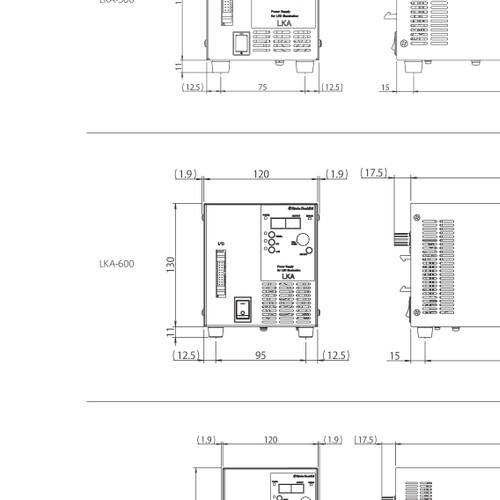 LKA-300
Power Supply
for LED Illumination
LKA
11
(12.5) 75 (12.5) 15
(1.9) 120 (1.9) (17.5)
LKA-600
130
I/O
Power Supply
for LED Illumination
LKA
11
(12.5) 95 (12.5) 15
(1.9) 120 (1.9) (17.5)